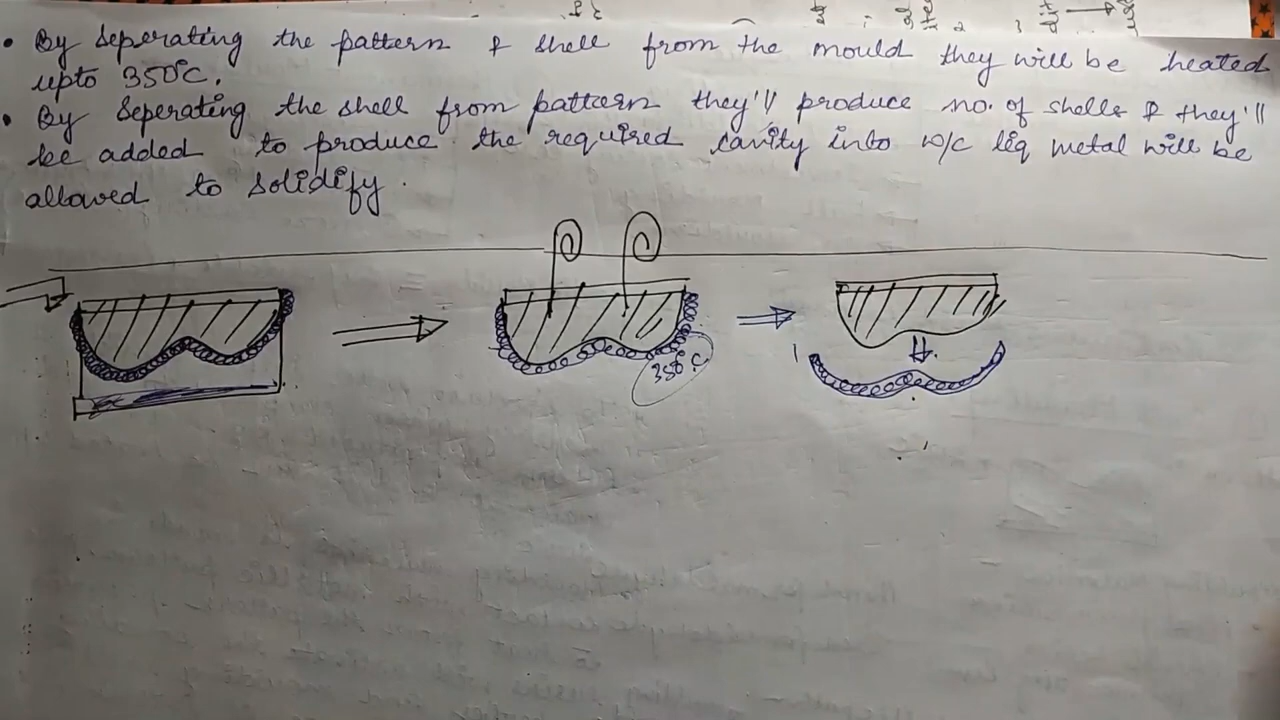 • By Seperating the pattern & shell from the mould they will be heated
upto 350°C.
• By Seperating the shell from pattern they'll produce no. of shells & they'll
be added to produce the required cavity into w/c liq metal will be
allowed to solidify.
350°C